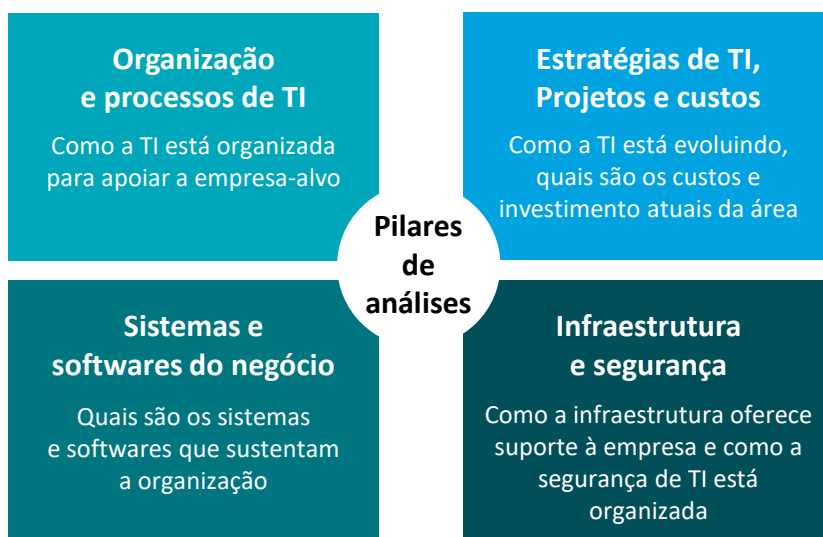 Organização
e processos de TI
Como a TI está organizada
para apoiar a empresa-alvo
Estratégias de TI,
Projetos e custos
Como a TI está evoluindo,
quais são os custos e
investimento atuais da área
Pilares
de
análises
Sistemas e
softwares do negócio
Quais são os sistemas
e softwares que sustentam
a organização
Infraestrutura
e segurança
Como a infraestrutura oferece
suporte à empresa e como a
segurança de TI está
organizada